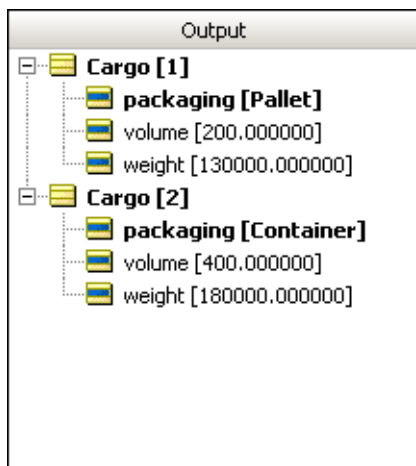 Output
Cargo [1]
packaging [Pallet]
volume [200.000000]
weight [130000.000000]
Cargo [2]
packaging [Container]
volume [400.000000]
weight [180000.000000]